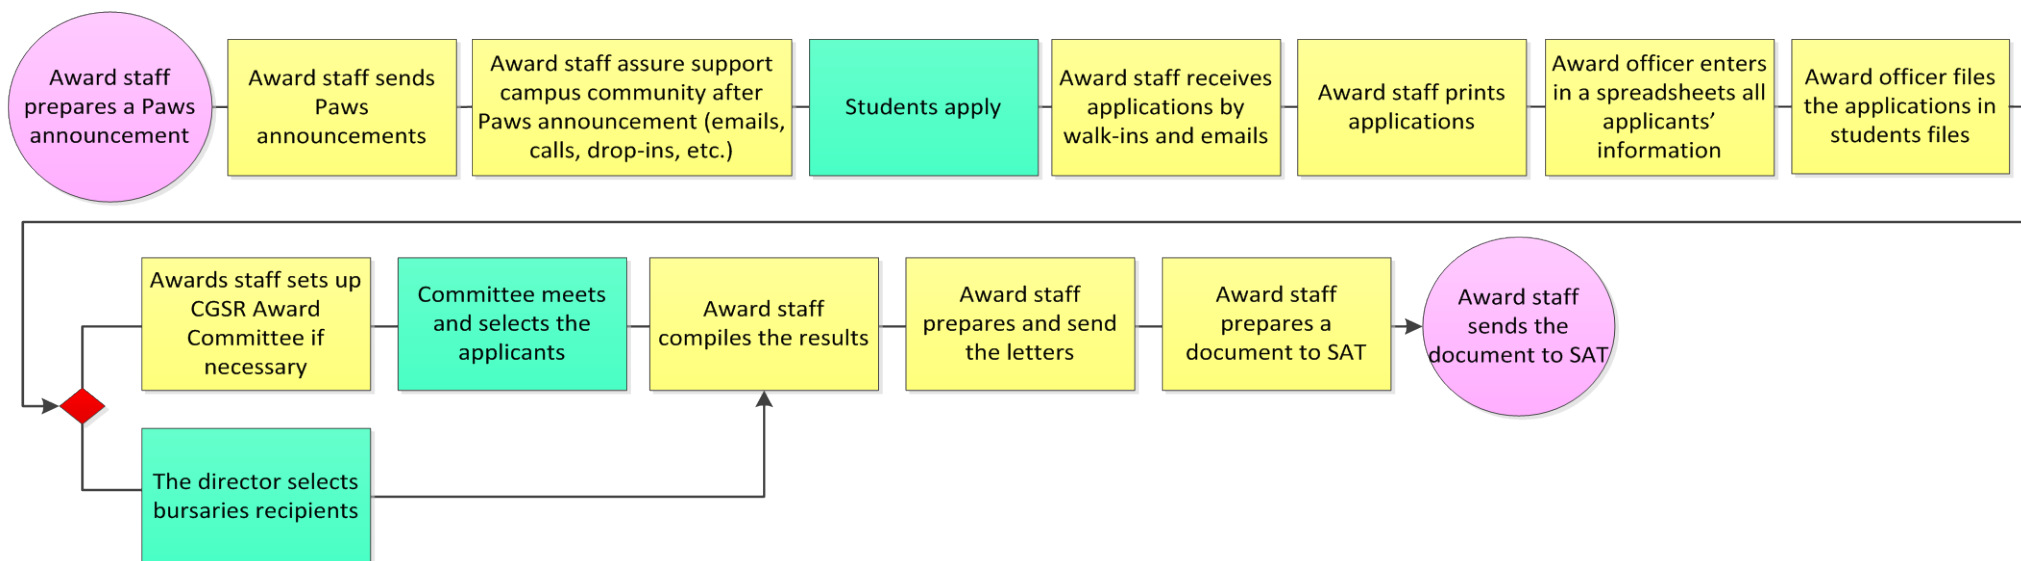 Award staff
prepares a Paws
announcement
Award staff sends
Paws
announcements
Award staff assure support
campus community after
Paws announcement (emails,
calls, drop-ins, etc.)
Students apply
Award staff receives
applications by
walk-ins and emails
Award staff prints
applications
Award officer enters
in a spreadsheets all
applicants’
information
Award officer files
the applications in
students files
Awards staff sets up
CGSR Award
Committee if
necessary
Committee meets
and selects the
applicants
Award staff
compiles the results
Award staff
prepares and send
the letters
Award staff
prepares a
document to SAT
Award staff
sends the
document to SAT
The director selects
bursaries recipients